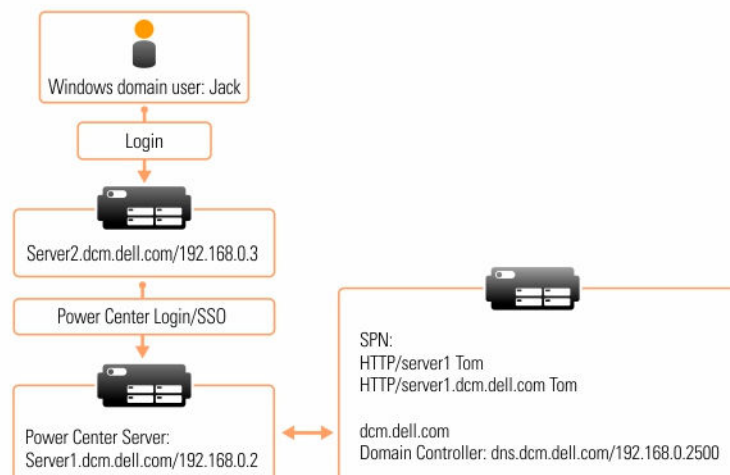 Windows domain user: Jack
Login
Server2.dcm.dell.com/192.168.0.3
Power Center Login/SSO
Power Center Server:
Server1.dcm.dell.com/192.168.0.2
SPN:
HTTP/server1 Tom
HTTP/server1.dcm.dell.com Tom
dcm.dell.com
Domain Controller: dns.dcm.dell.com/192.168.0.2500